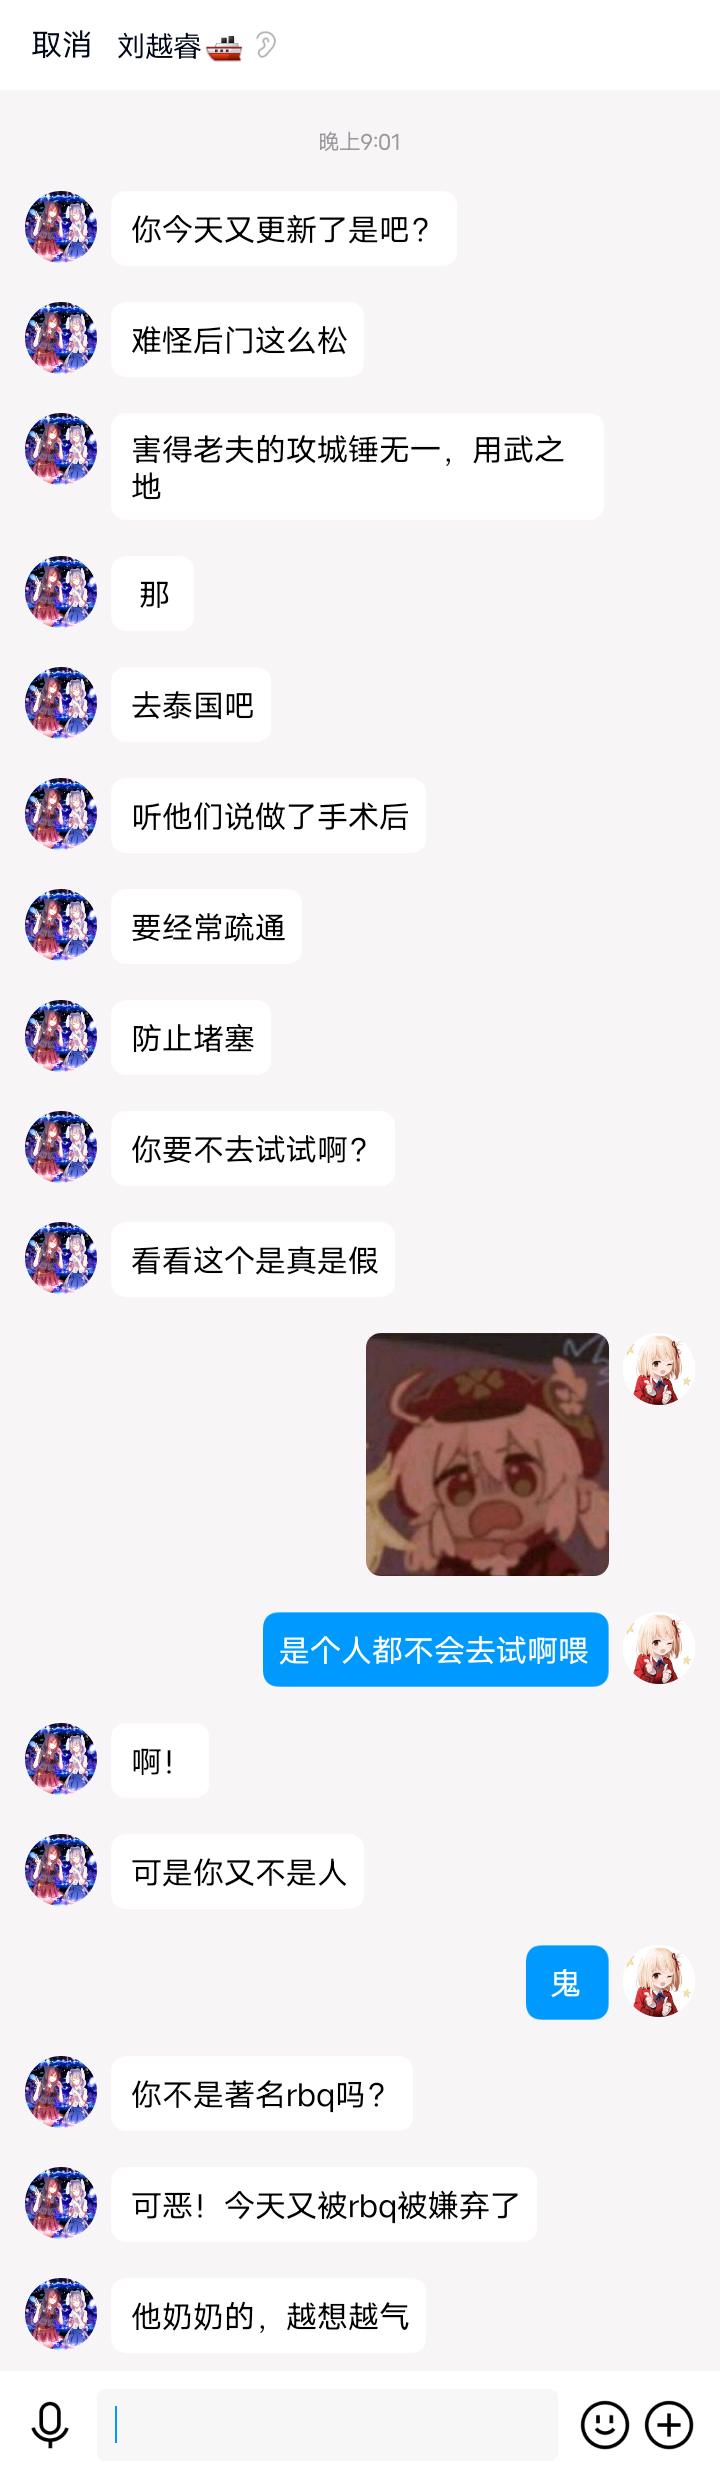 取消 刘越睿🚢
晚上9:01
你今天又更新了是吧？
难怪后门这么松
害得老夫的攻城锤无一，用武之
地
那
去泰国吧
听他们说做了手术后
要经常疏通
防止堵塞
你要不去试试啊？
看看这个是真是假
是个人都不会去试啊喂
啊！
可是你又不是人
鬼
你不是著名rbq吗？
可恶！今天又被rbq被嫌弃了
他奶奶的，越想越气